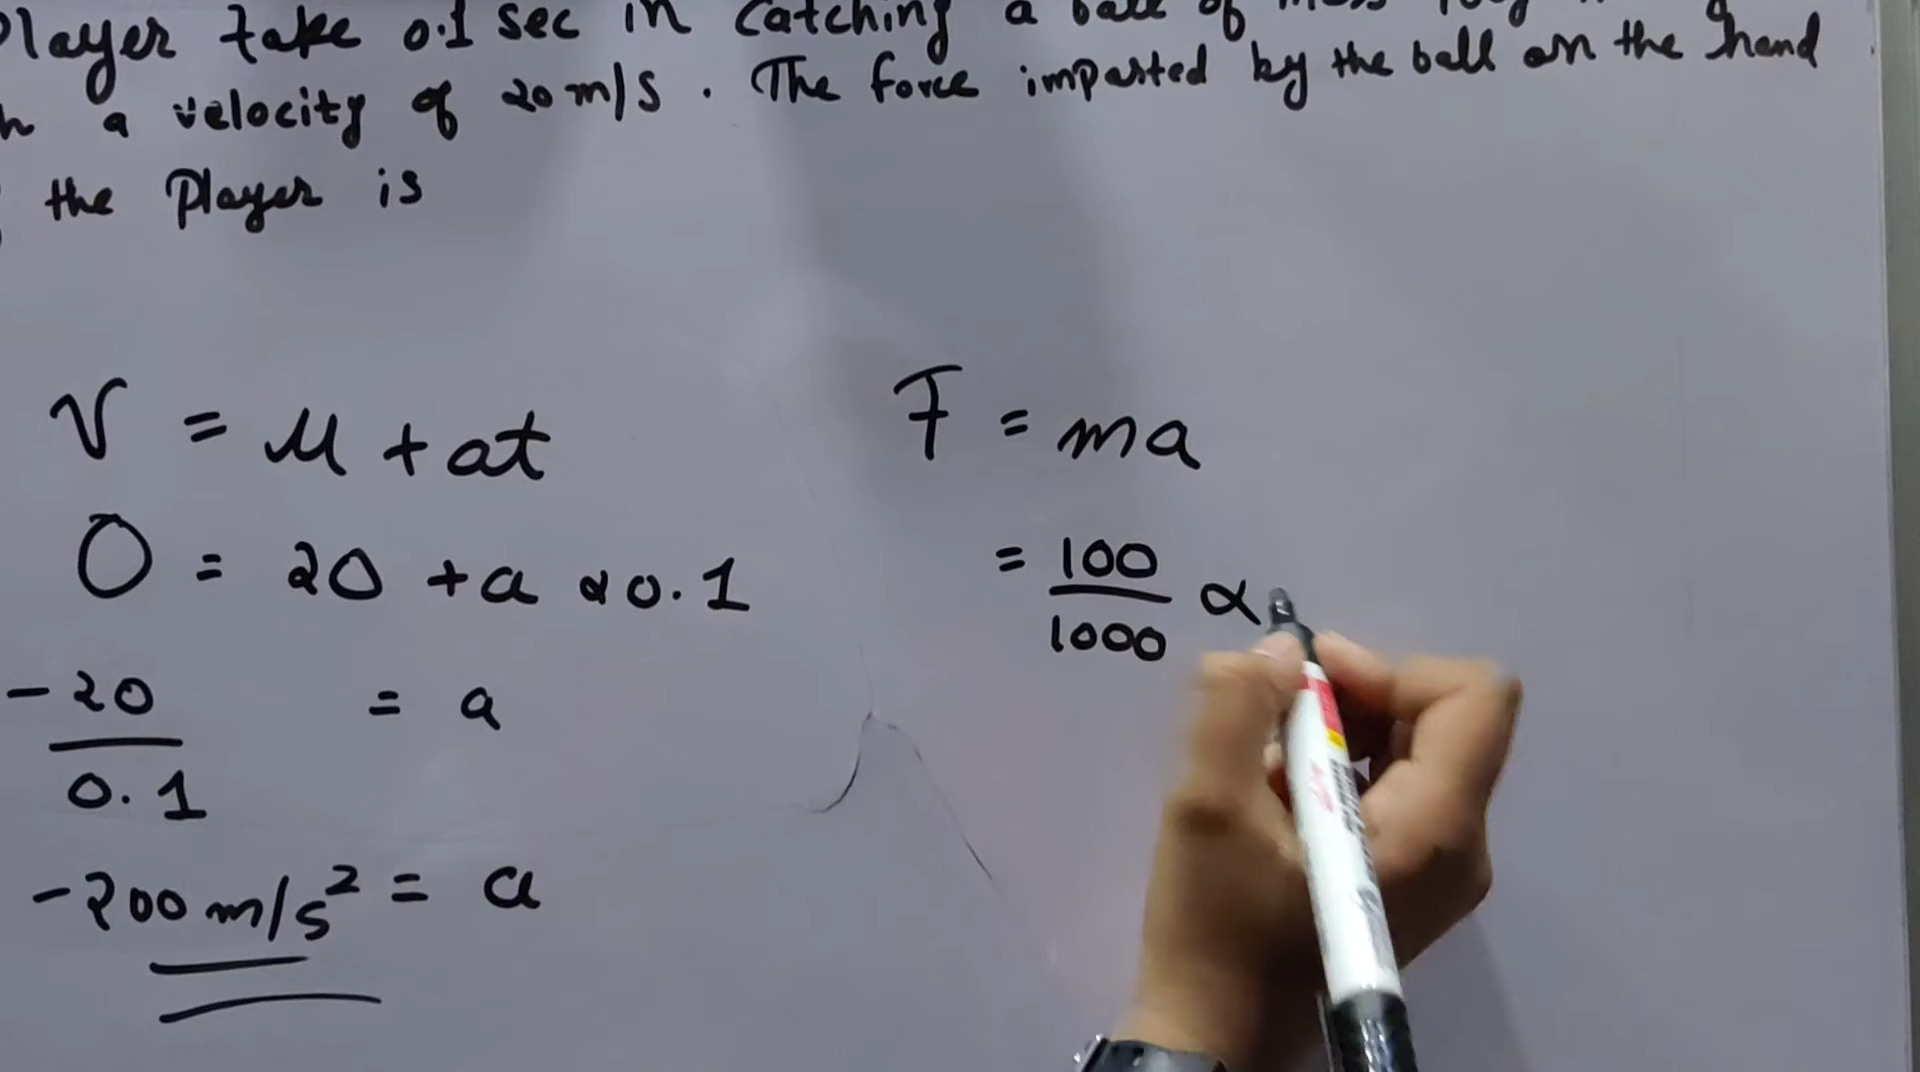 Player take 0.1 sec in catching a ball of mass
a velocity of 20 m/s . The force imparted by the ball on the hand
the Player is
V = u + at
0 = 20 + a × 0.1
-20 / 0.1 = a
-200 m/s² = a
F = ma
= 100 / 1000 ×